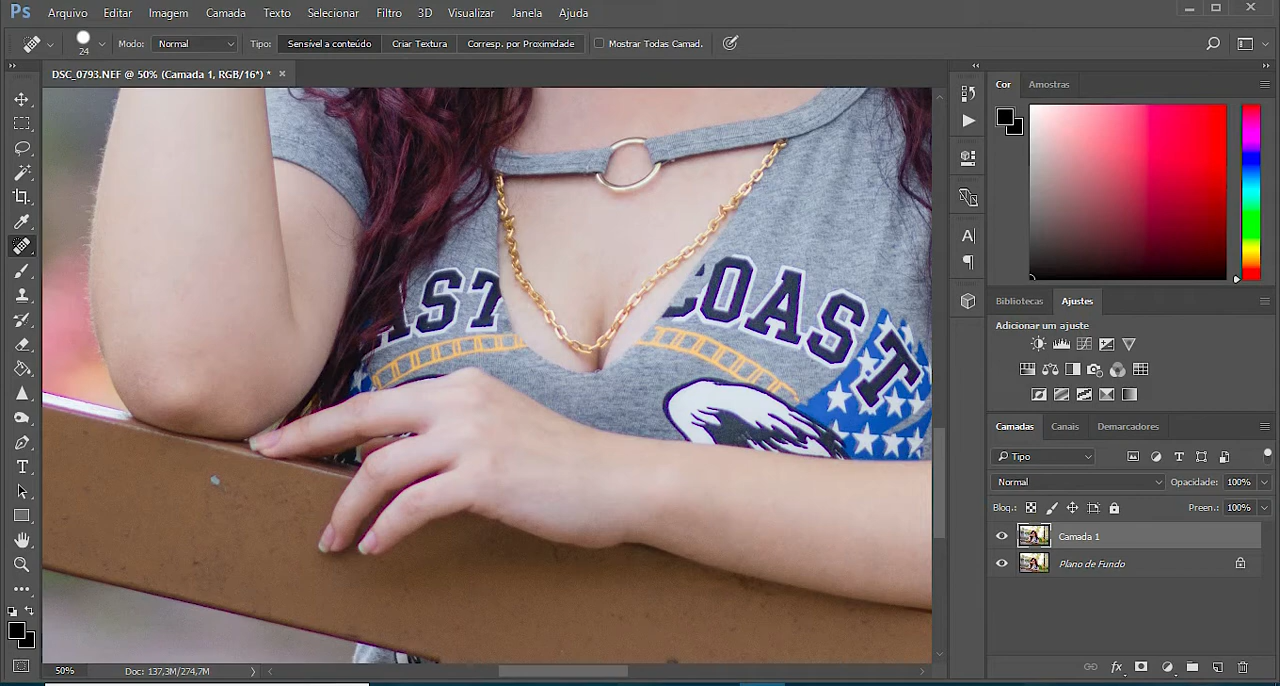 Ps Arquivo Editar Imagem Camada Texto Selecionar Filtro 3D Visualizar Janela Ajuda
24 Modo: Normal Tipo: Sensível a conteúdo Criar Textura Corresp. por Proximidade Mostrar Todas Camad.
DSC_0793.NEF @ 50% (Camada 1, RGB/16*) * ×
Cor Amostras
AST COAST
Bibliotecas Ajustes
Adicionar um ajuste
Camadas Canais Demarcadores
Tipo
Normal Opacidade: 100%
Bloq.: Preen.: 100%
Camada 1
Plano de Fundo
50% Doc: 137,3M/274,7M
fx